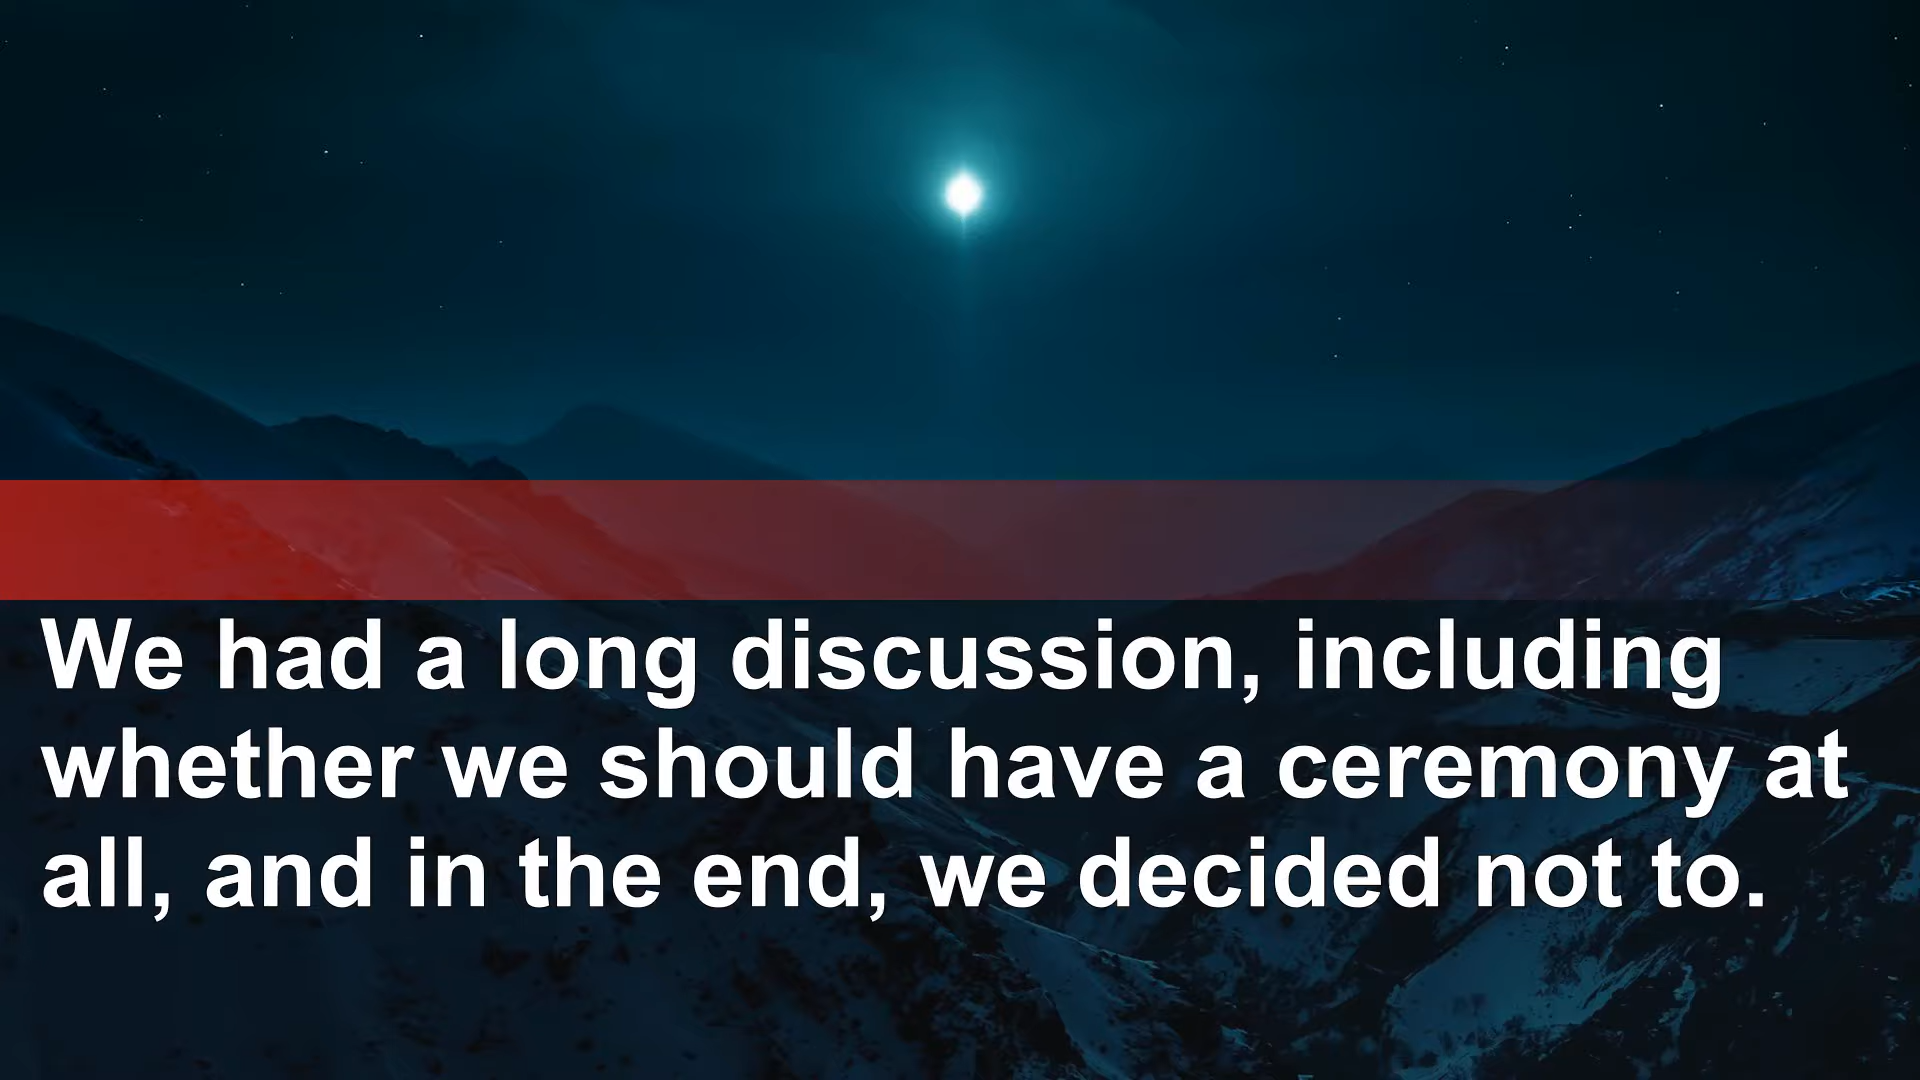 We had a long discussion, including
whether we should have a ceremony at
all, and in the end, we decided not to.